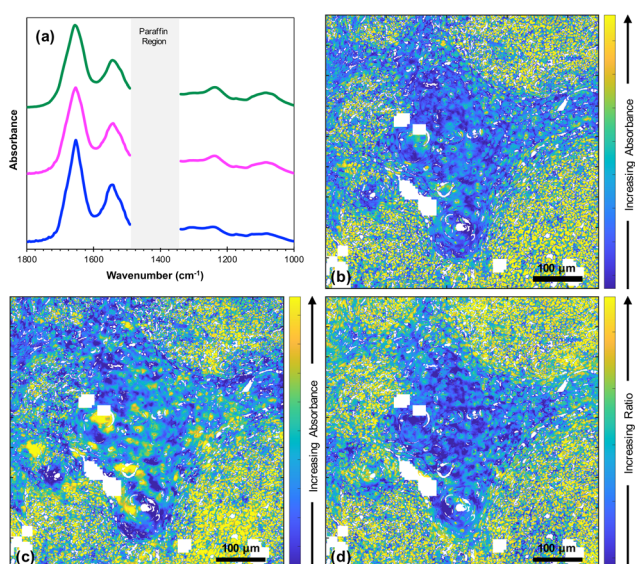 (a)
Paraffin
Region
Absorbance
1800
1600
1400
1200
1000
Wavenumber (cm-1)
(b)
100 µm
Increasing Absorbance
(c)
100 µm
Increasing Absorbance
(d)
100 µm
Increasing Ratio